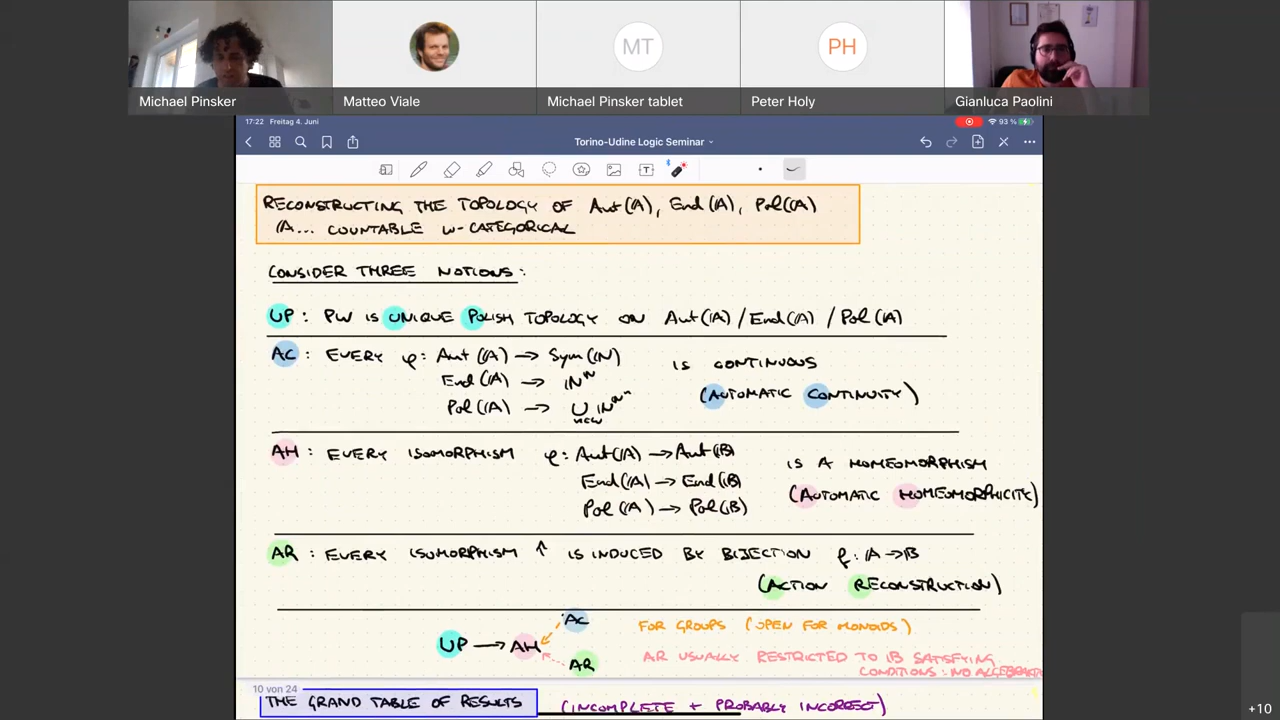 MT
PH
Michael Pinsker
Matteo Viale
Michael Pinsker tablet
Peter Holy
Gianluca Paolini
17:22 Freitag 4. Juni
93 %
Torino-Udine Logic Seminar
RECONSTRUCTING THE TOPOLOGY OF Aut(𝔸), End(𝔸), Pol(𝔸)
𝔸... COUNTABLE ω-CATEGORICAL
CONSIDER THREE NOTIONS:
UP: PW IS UNIQUE POLISH TOPOLOGY ON Aut(𝔸) / End(𝔸) / Pol(𝔸)
AC: EVERY φ: Aut(𝔸) → Sym(ℕ) IS CONTINUOUS
End(𝔸) → ℕ^ℕ (AUTOMATIC CONTINUITY)
Pol(𝔸) → ⋃_{n∈ω} ℕ^{ℕ^n}
AH: EVERY ISOMORPHISM φ: Aut(𝔸) → Aut(𝔹) IS A HOMEOMORPHISM
End(𝔸) → End(𝔹) (AUTOMATIC HOMEOMORPHICITY)
Pol(𝔸) → Pol(𝔹)
AR: EVERY ISOMORPHISM ↑ IS INDUCED BY BIJECTION f: 𝔸 → 𝔹
(ACTION RECONSTRUCTION)
AC FOR GROUPS (OPEN FOR MONOIDS)
UP → AH
AR AR USUALLY RESTRICTED TO 𝔹 SATISFYING
CONDITIONS: NO ALGEBRAICITY
10 von 24
THE GRAND TABLE OF RESULTS (INCOMPLETE + PROBABLY INCORRECT)
+10